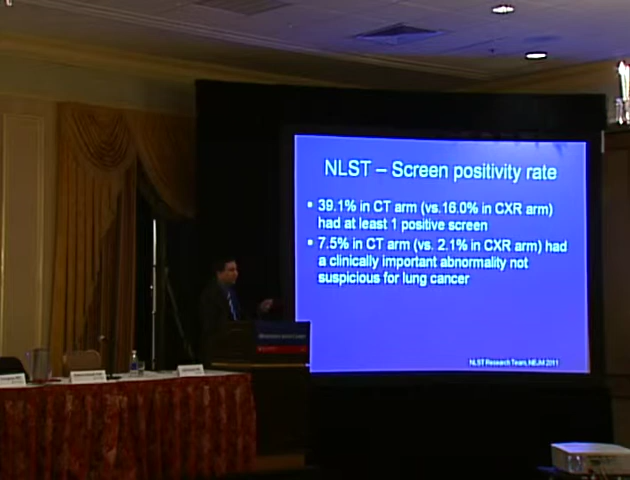 NLST – Screen positivity rate
• 39.1% in CT arm (vs.16.0% in CXR arm)
had at least 1 positive screen
• 7.5% in CT arm (vs. 2.1% in CXR arm) had
a clinically important abnormality not
suspicious for lung cancer
NLST Research Team, NEJM 2011